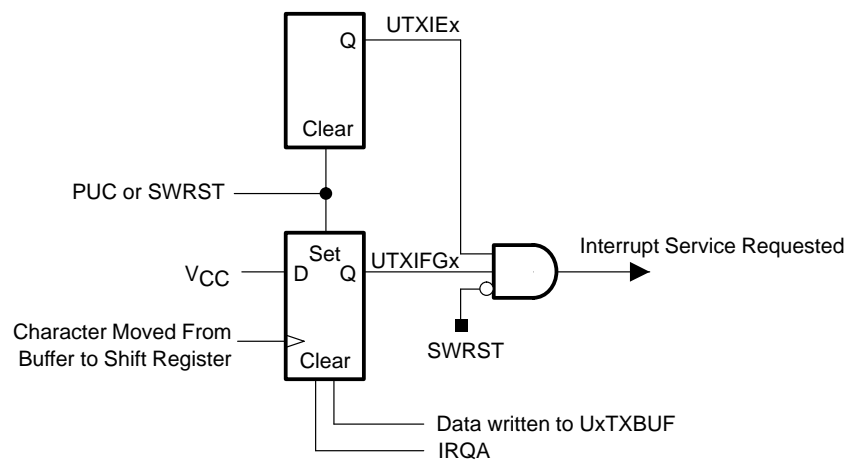 UTXIEx
Q
Clear
PUC or SWRST
Set
UTXIFGx
Interrupt Service Requested
VCC
D
Q
Character Moved From
Buffer to Shift Register
SWRST
Clear
Data written to UxTXBUF
IRQA